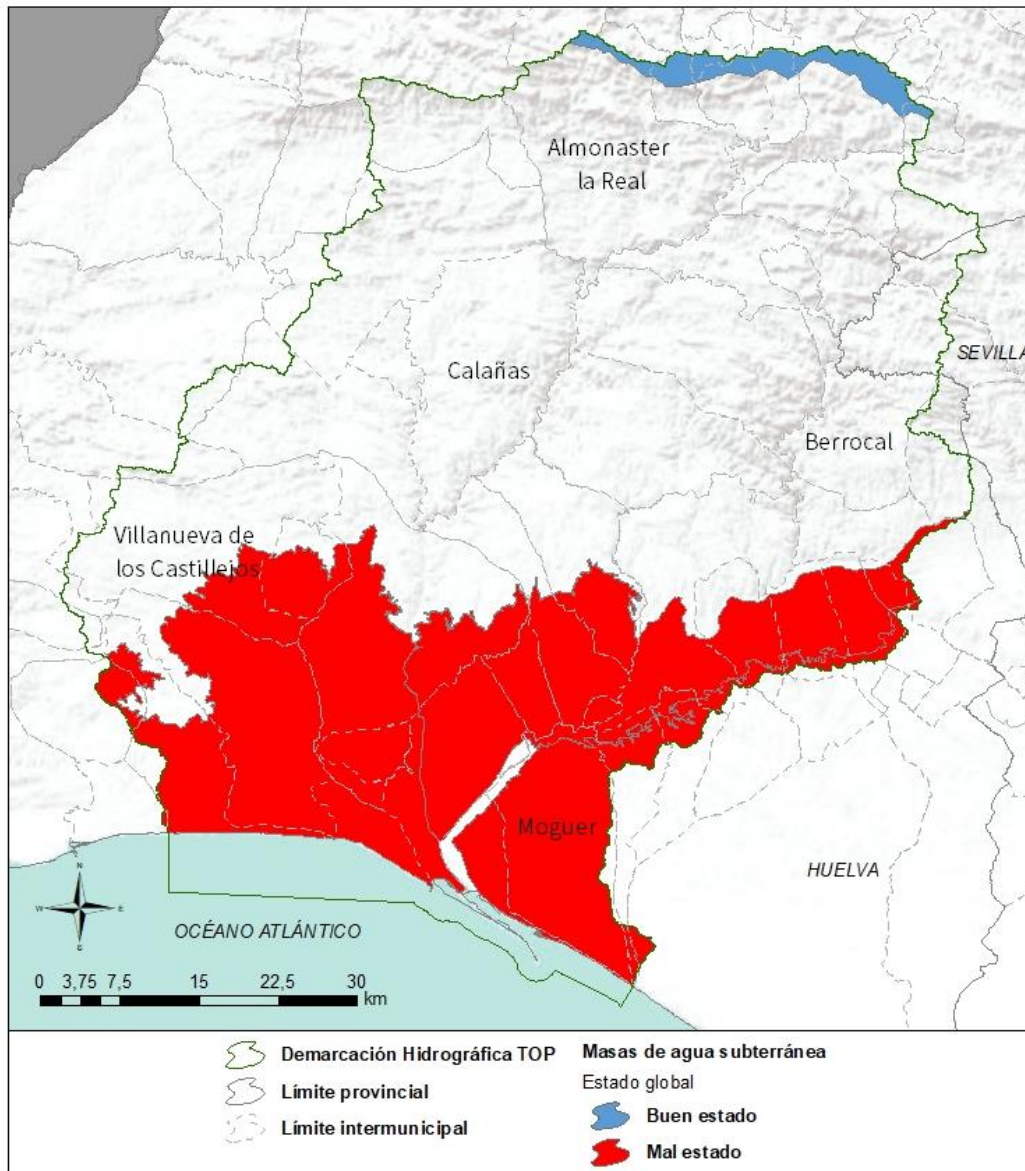 Almonaster
la Real
SEVILLA
Calañas
Berrocal
Villanueva de
los Castillejos
Moguer
HUELVA
N
W E
S
OCÉANO ATLÁNTICO
0 3,75 7,5 15 22,5 30
km
Demarcación Hidrográfica TOP
Límite provincial
Límite intermunicipal
Masas de agua subterránea
Estado global
Buen estado
Mal estado